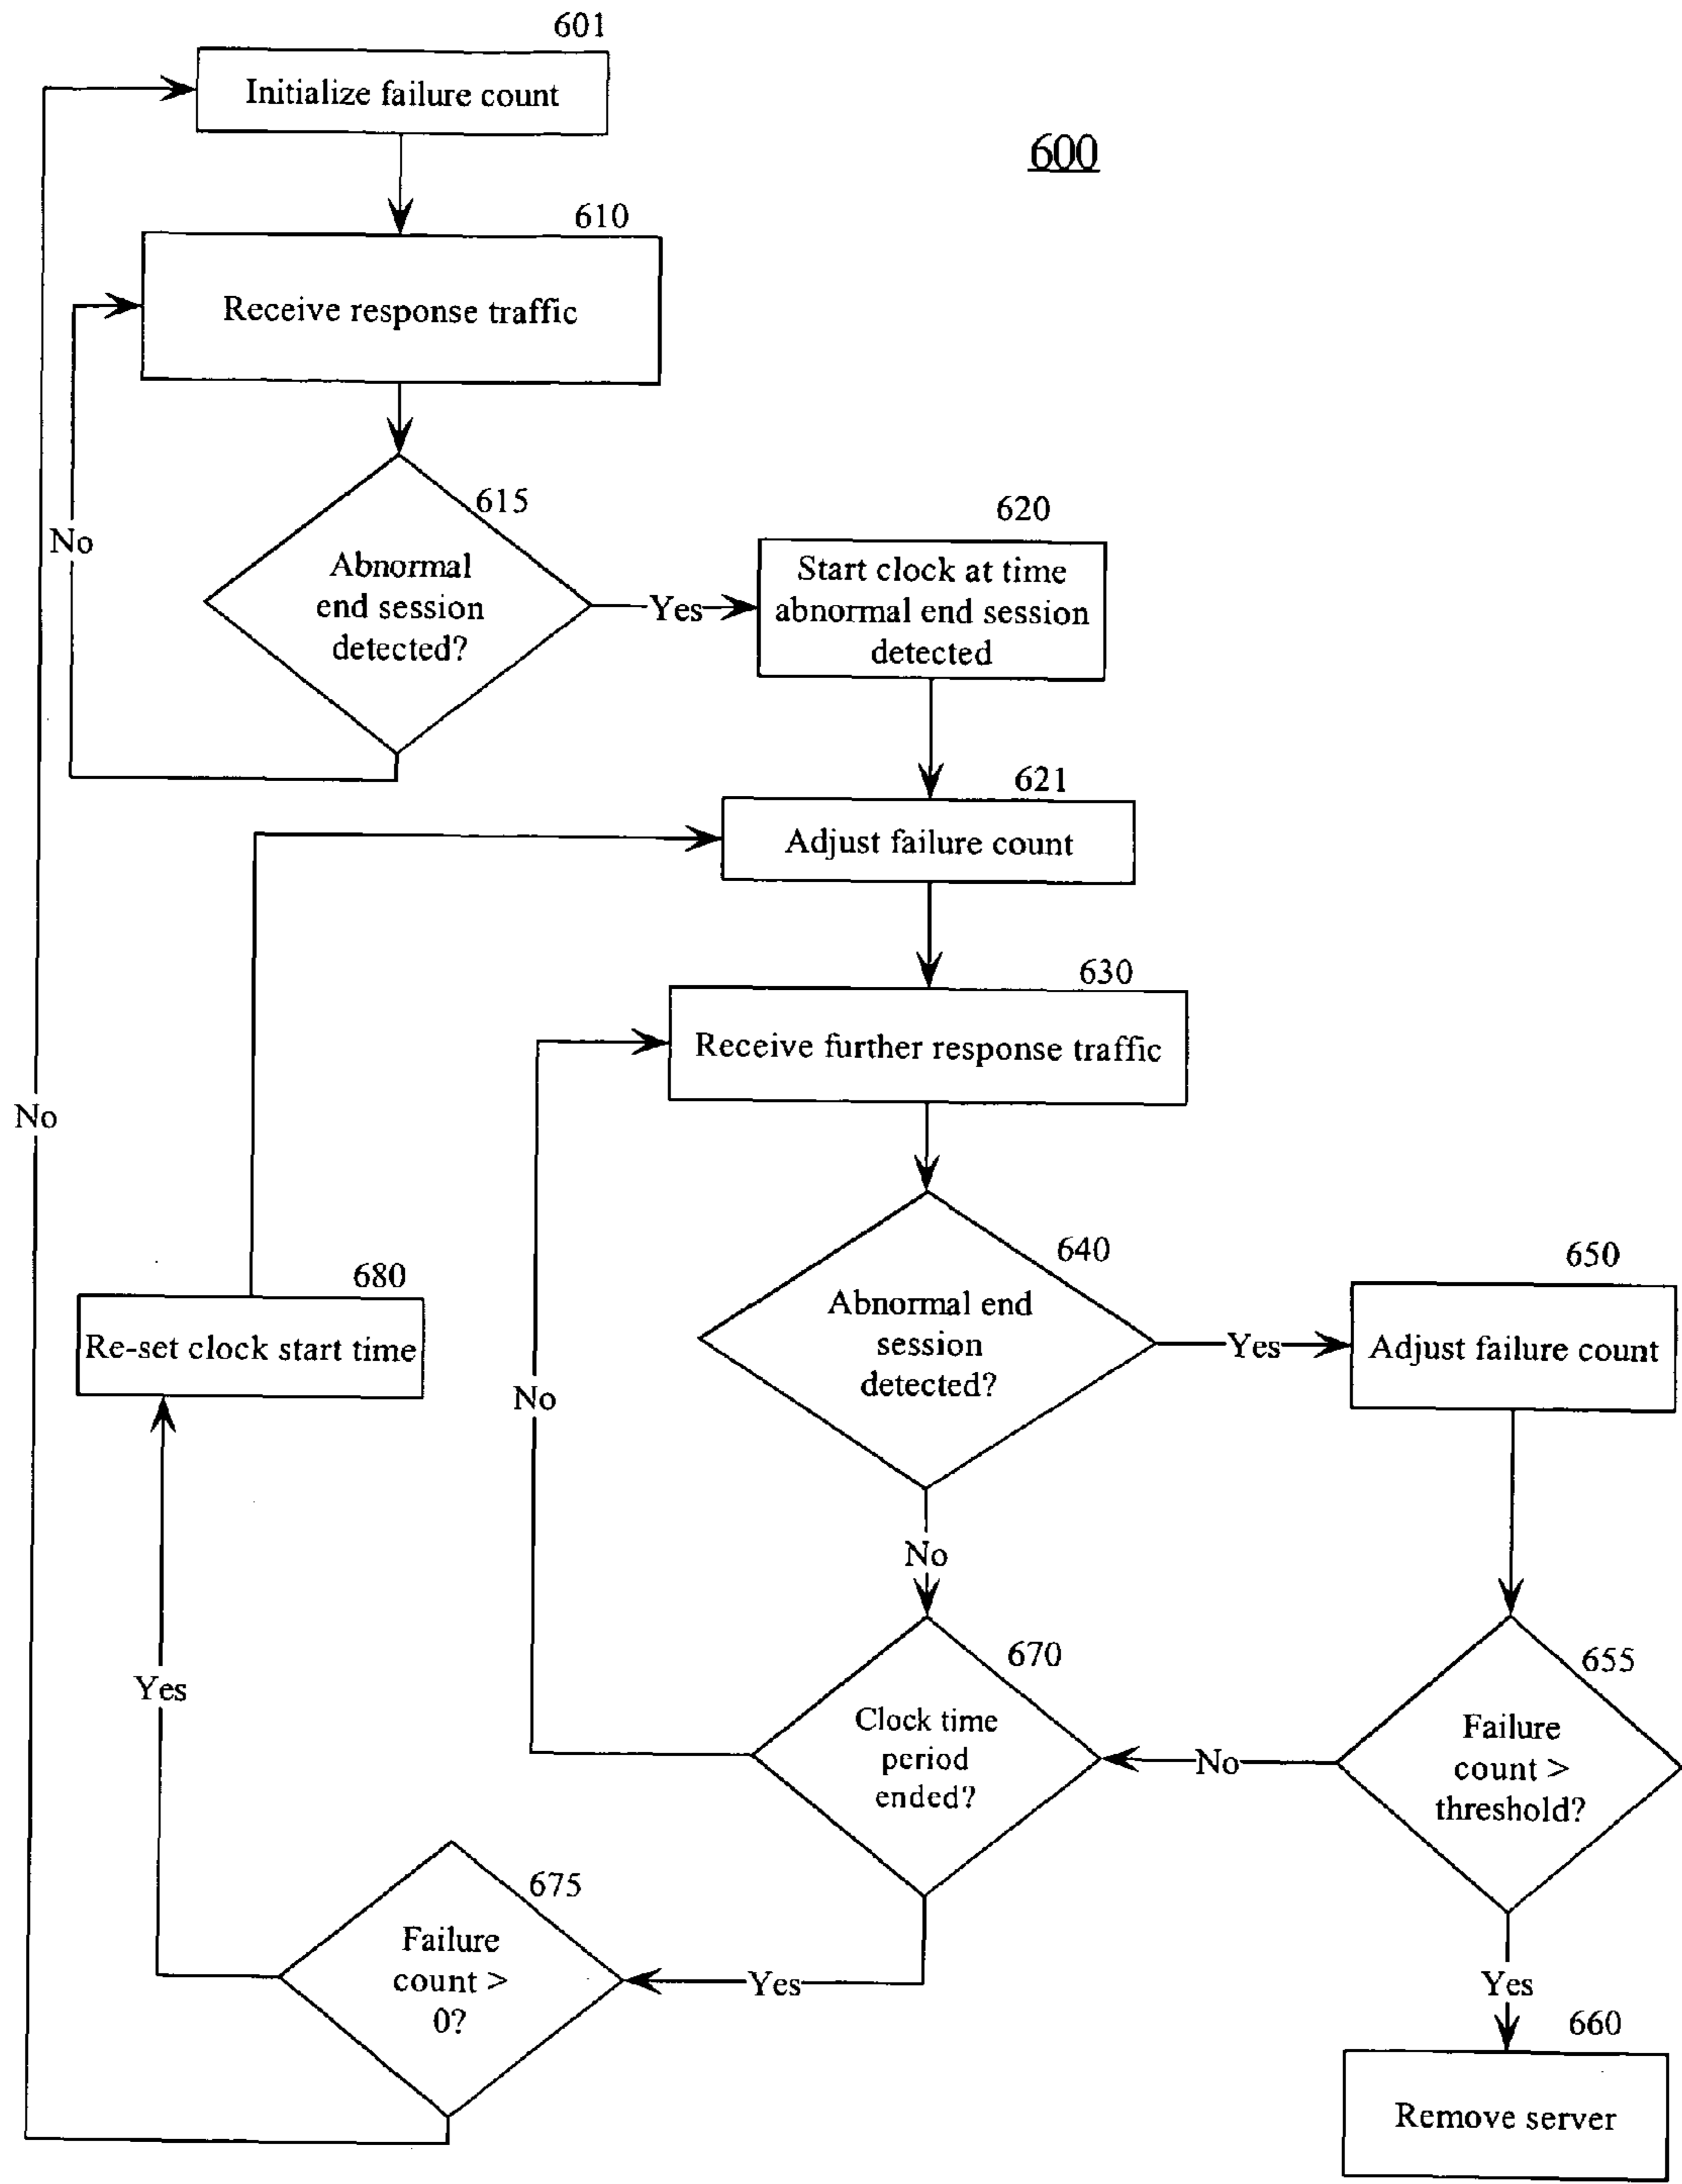 601
Initialize failure count
600
610
Receive response traffic
615
Abnormal
end session
detected?
No
Yes
620
Start clock at time
abnormal end session
detected
621
Adjust failure count
630
Receive further response traffic
No
640
Abnormal end
session
detected?
Yes
650
Adjust failure count
680
Re-set clock start time
No
No
670
Clock time
period
ended?
No
655
Failure
count >
threshold?
Yes
675
Failure
count >
0?
Yes
Yes
660
Remove server